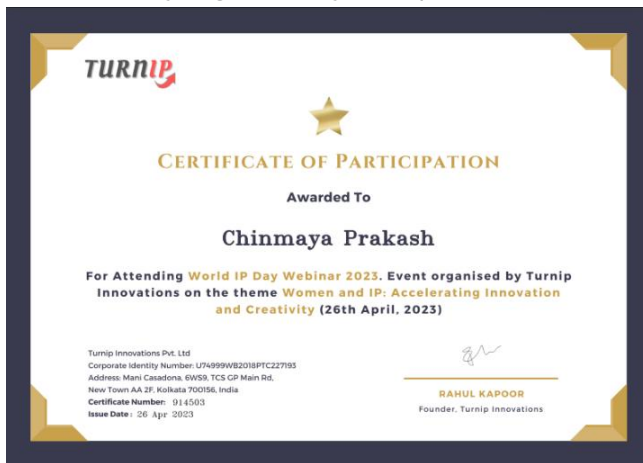 TURNIP
CERTIFICATE OF PARTICIPATION
Awarded To
Chinmaya Prakash
For Attending World IP Day Webinar 2023. Event organised by Turnip
Innovations on the theme Women and IP: Accelerating Innovation
and Creativity (26th April, 2023)
Turnip Innovations Pvt. Ltd
Corporate Identity Number: U74999WB2018PTC227193
Address: Mani Casadona, 6WS9, TCS GP Main Rd,
New Town AA 2F, Kolkata 700156, India
Certificate Number: 914503
Issue Date: 26 Apr 2023
RAHUL KAPOOR
Founder, Turnip Innovations